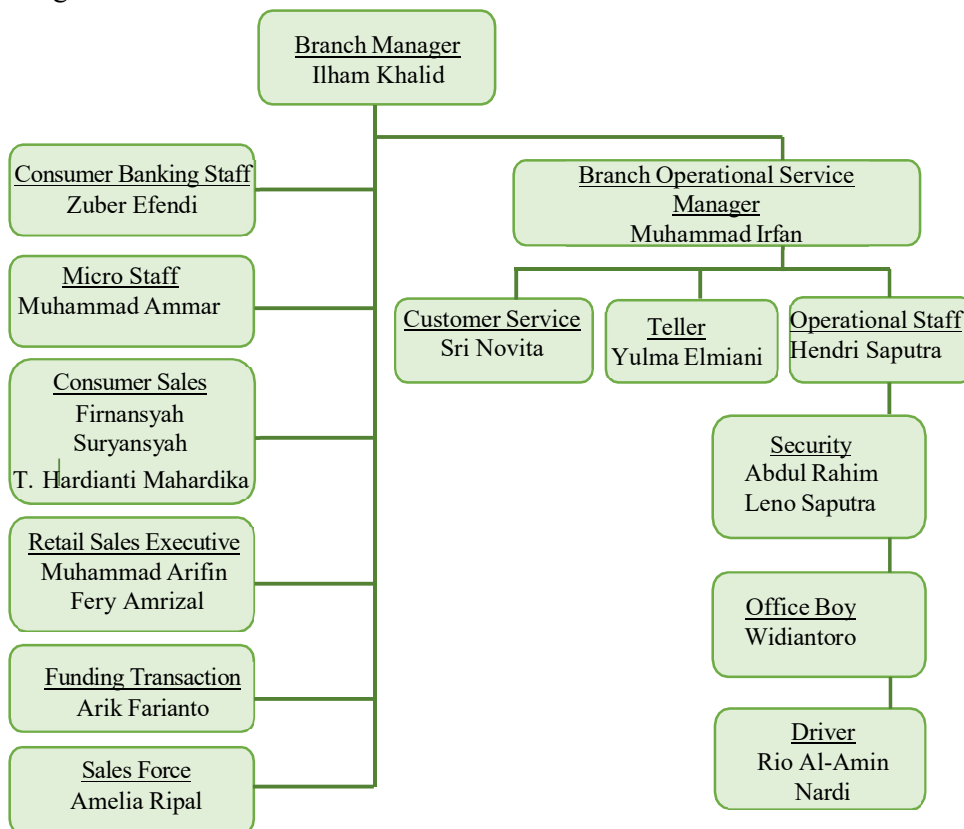 Branch Manager
Ilham Khalid
Consumer Banking Staff
Zuber Efendi
Micro Staff
Muhammad Ammar
Consumer Sales
Firnansyah
Suryansyah
T. Hardianti Mahardika
Retail Sales Executive
Muhammad Arifin
Fery Amrizal
Funding Transaction
Arik Farianto
Sales Force
Amelia Ripal
Branch Operational Service
Manager
Muhammad Irfan
Customer Service
Sri Novita
Teller
Yulma Elmiani
Operational Staff
Hendri Saputra
Security
Abdul Rahim
Leno Saputra
Office Boy
Widiantoro
Driver
Rio Al-Amin
Nardi